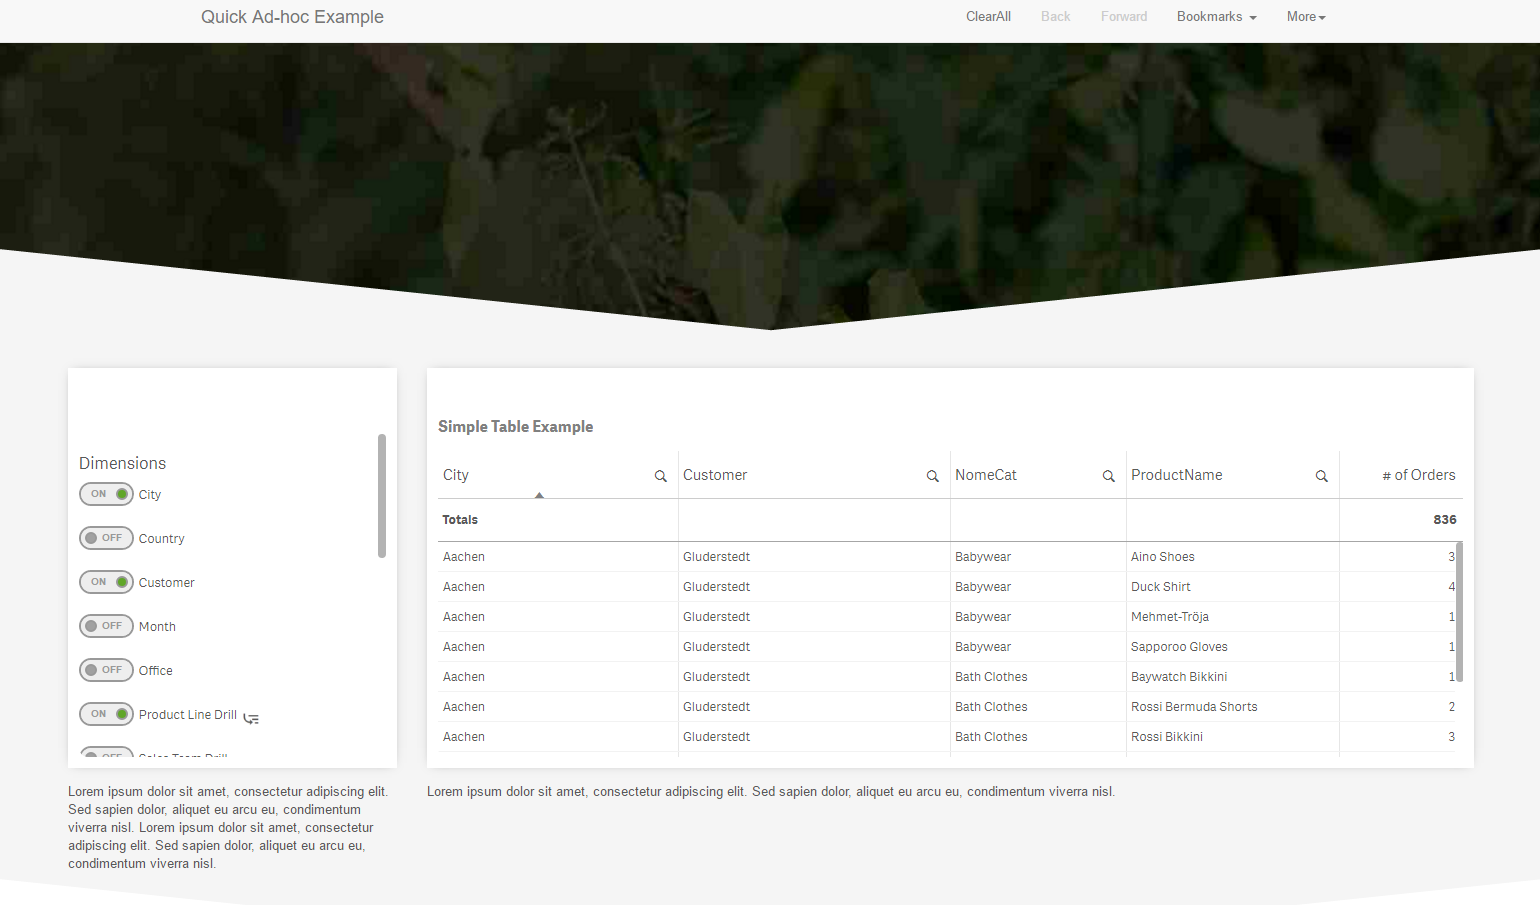 Quick Ad-hoc Example ClearAll Back Forward Bookmarks More
Dimensions
ON City
OFF Country
ON Customer
OFF Month
OFF Office
ON Product Line Drill
OFF Sales Team Drill
Simple Table Example
City Customer NomeCat ProductName # of Orders
Totals 836
Aachen Gluderstedt Babywear Aino Shoes 3
Aachen Gluderstedt Babywear Duck Shirt 4
Aachen Gluderstedt Babywear Mehmet-Tröja 1
Aachen Gluderstedt Babywear Sapporoo Gloves 1
Aachen Gluderstedt Bath Clothes Baywatch Bikkini 1
Aachen Gluderstedt Bath Clothes Rossi Bermuda Shorts 2
Aachen Gluderstedt Bath Clothes Rossi Bikkini 3
Lorem ipsum dolor sit amet, consectetur adipiscing elit.
Sed sapien dolor, aliquet eu arcu eu, condimentum
viverra nisl. Lorem ipsum dolor sit amet, consectetur
adipiscing elit. Sed sapien dolor, aliquet eu arcu eu,
condimentum viverra nisl.
Lorem ipsum dolor sit amet, consectetur adipiscing elit. Sed sapien dolor, aliquet eu arcu eu, condimentum viverra nisl.